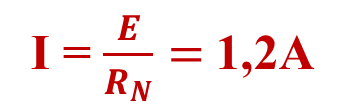 I = E / R_N = 1,2A